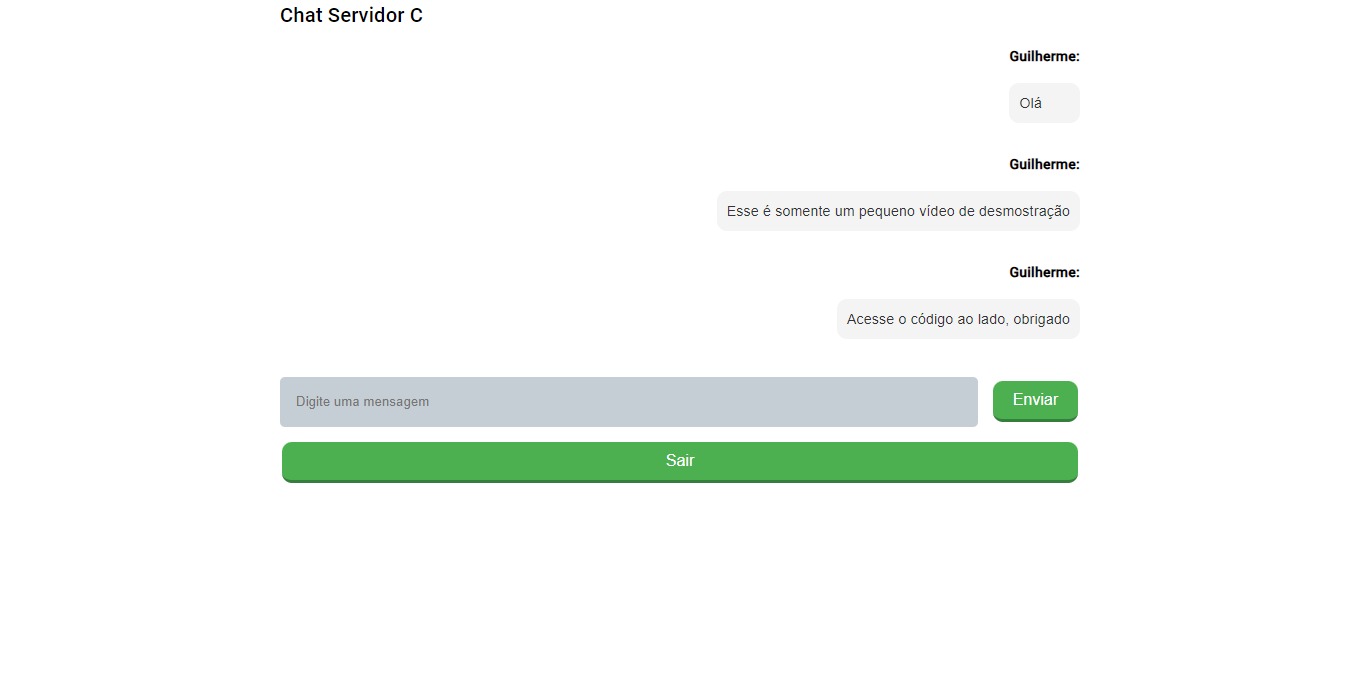 Chat Servidor C
Guilherme:
Olá
Guilherme:
Esse é somente um pequeno vídeo de desmostração
Guilherme:
Acesse o código ao lado, obrigado
Digite uma mensagem
Enviar
Sair